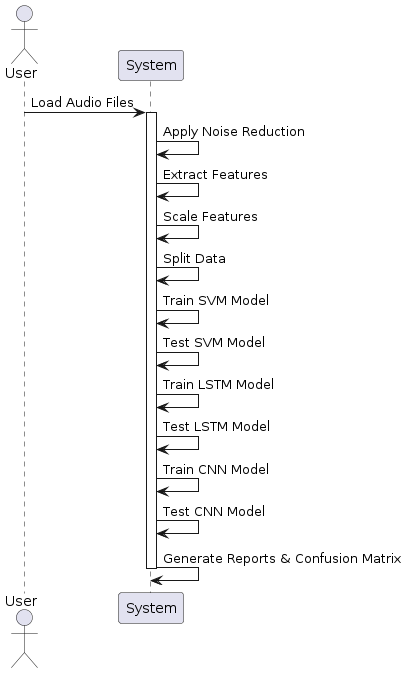 User
System
Load Audio Files
Apply Noise Reduction
Extract Features
Scale Features
Split Data
Train SVM Model
Test SVM Model
Train LSTM Model
Test LSTM Model
Train CNN Model
Test CNN Model
Generate Reports & Confusion Matrix
User
System